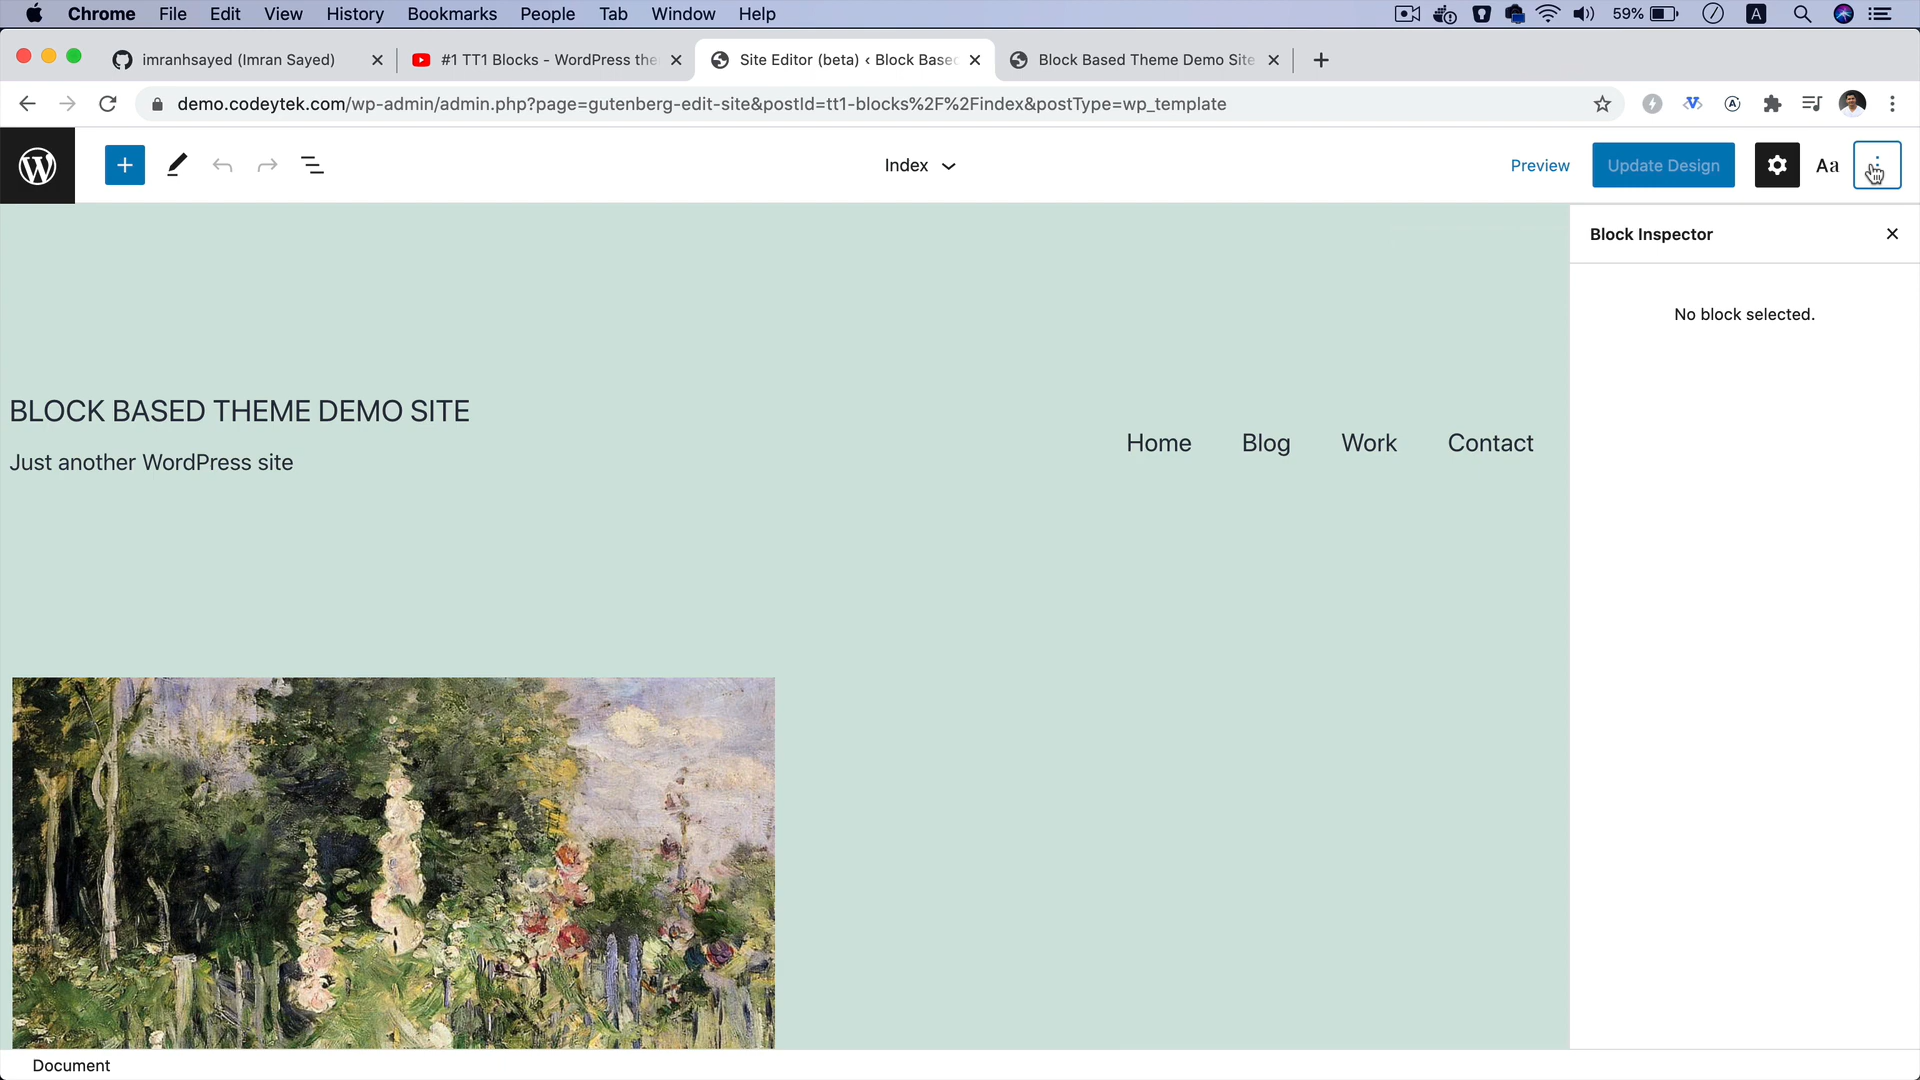 Chrome File Edit View History Bookmarks People Tab Window Help 59% A
imranhsayed (Imran Sayed) #1 TT1 Blocks - WordPress the Site Editor (beta) ‹ Block Base Block Based Theme Demo Site
demo.codeytek.com/wp-admin/admin.php?page=gutenberg-edit-site&postId=tt1-blocks%2F%2Findex&postType=wp_template
Index Preview Update Design Aa
Block Inspector
No block selected.
BLOCK BASED THEME DEMO SITE
Just another WordPress site
Home Blog Work Contact
Document